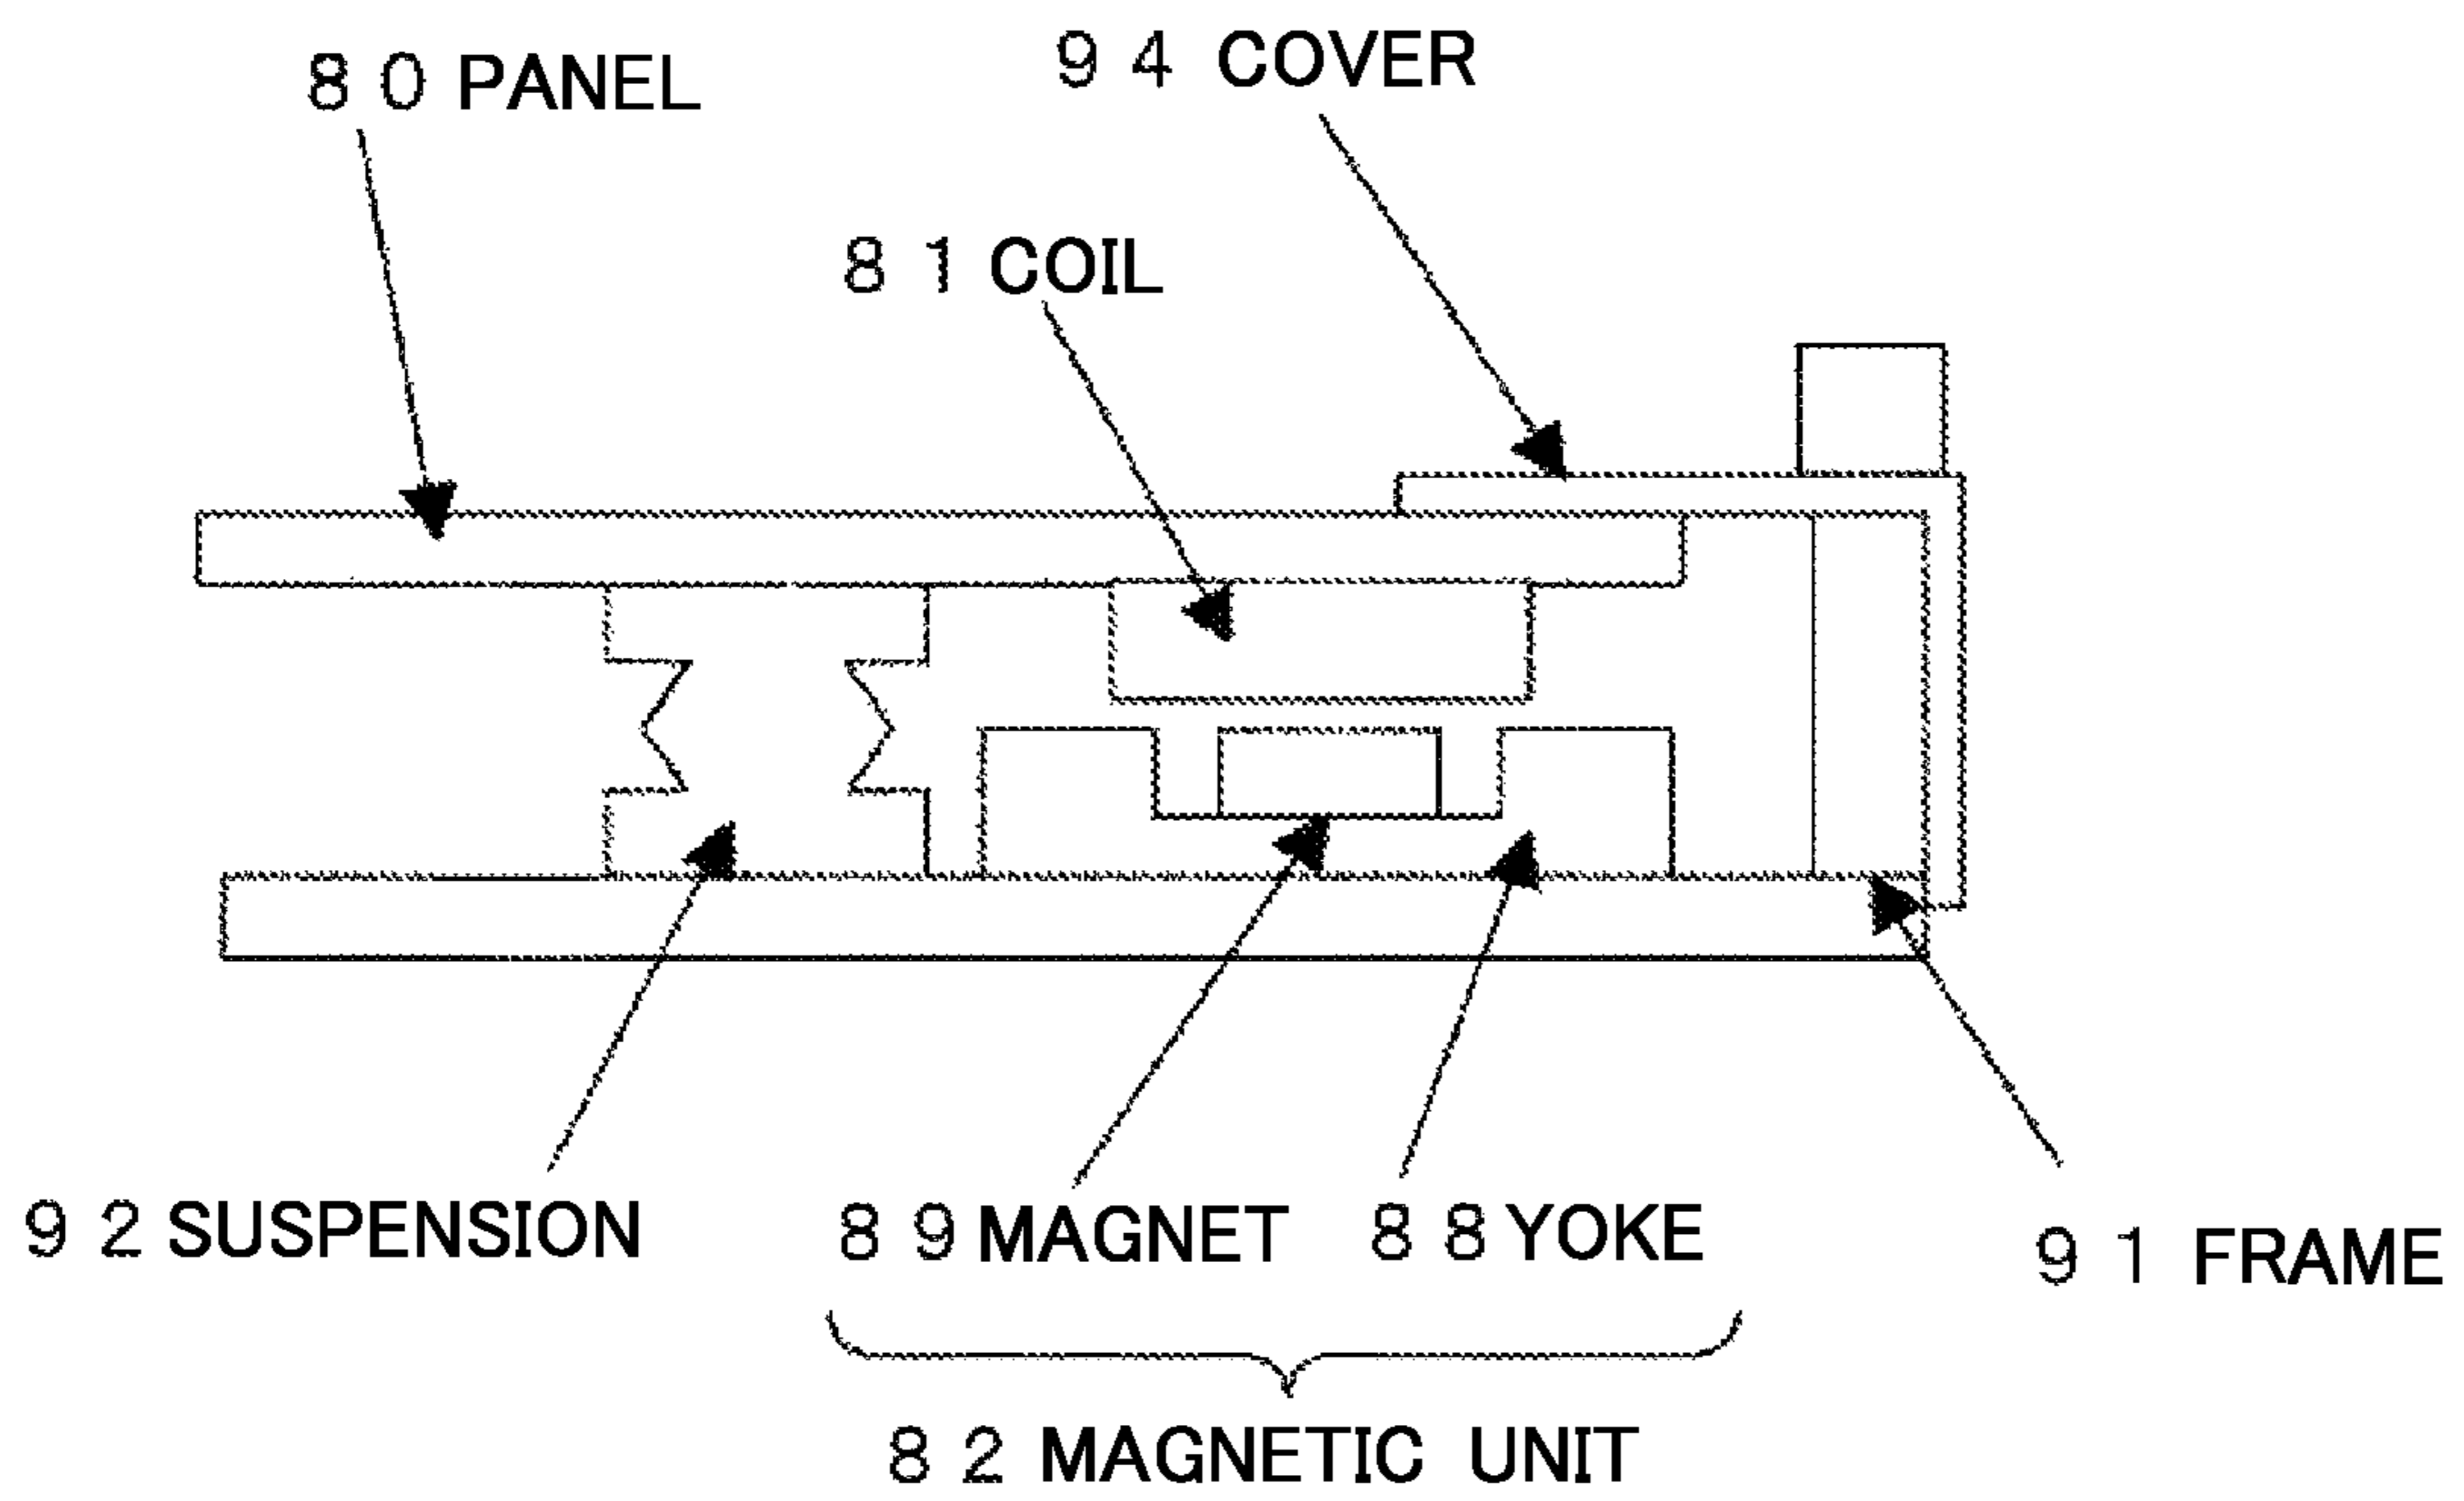 80 PANEL
94 COVER
81 COIL
92 SUSPENSION
89 MAGNET
88 YOKE
91 FRAME
82 MAGNETIC UNIT